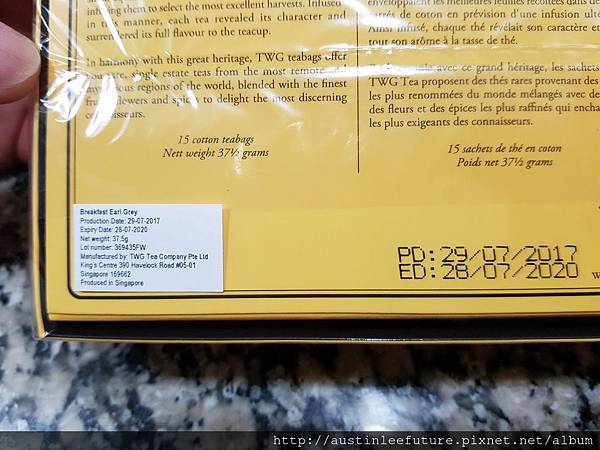 infusing them to select the most excellent harvests. Infused
in this manner, each tea revealed its character and
surrendered its full flavour to the teacup.
In harmony with this great heritage, TWG teabags offer
you rare, single estate teas from the most remote and
regions of the world, blended with the finest
flowers and spices to delight the most discerning
15 cotton teabags
Nett weight 37½ grams
enveloppent les meilleures feuilles récoltées dans de
carrés de coton en prévision d'une infusion
Ainsi infusé, chaque thé révélait son caractère et
tout son arôme à la tasse de thé.
avec ce grand héritage, les sachets
TWG Tea proposent des thés rares provenant des
les plus renommées du monde mélangés avec de
des fleurs et des épices les plus raffinés qui
les plus exigeants des connaisseurs.
15 sachets de thé en coton
Poids net 37½ grams
Breakfast Earl Grey
Production Date: 29-07-2017
Expiry Date: 28-07-2020
Net weight: 37.5g
Lot number: 369435FW
Manufactured by: TWG Tea Company Pte Ltd
King's Centre 390 Havelock Road #05-01
Singapore 169662
Produced in Singapore
PD:29/07/2017
ED:28/07/2020
http://austinleefuture.pixnet.net/album